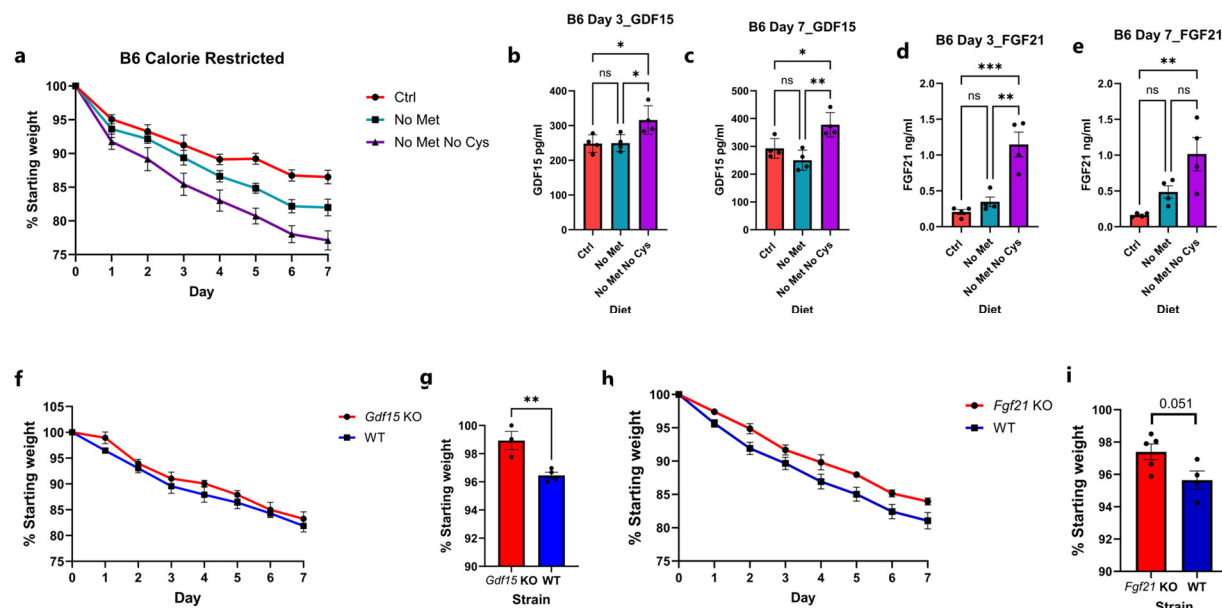 a
B6 Calorie Restricted
% Starting weight
100
95
90
85
80
75
0 1 2 3 4 5 6 7
Day
Ctrl
No Met
No Met No Cys
b
B6 Day 3_GDF15
GDF15 pg/ml
400
300
200
100
0
*
ns
*
Ctrl
No Met
No Met No Cys
Diet
c
B6 Day 7_GDF15
GDF15 pg/ml
600
500
400
300
200
100
0
*
ns
**
Ctrl
No Met
No Met No Cys
Diet
d
B6 Day 3_FGF21
FGF21 ng/ml
2.0
1.5
1.0
0.5
0.0
***
ns
**
Ctrl
No Met
No Met No Cys
Diet
e
B6 Day 7_FGF21
FGF21 ng/ml
2.0
1.5
1.0
0.5
0.0
**
ns
ns
Ctrl
No Met
No Met No Cys
Diet
f
% Starting weight
105
100
95
90
85
80
75
0 1 2 3 4 5 6 7
Day
Gdf15 KO
WT
g
% Starting weight
102
100
98
96
94
92
90
**
Gdf15 KO WT
Strain
h
% Starting weight
100
95
90
85
80
75
0 1 2 3 4 5 6 7
Day
Fgf21 KO
WT
i
% Starting weight
100
98
96
94
92
90
0.051
Fgf21 KO WT
Strain